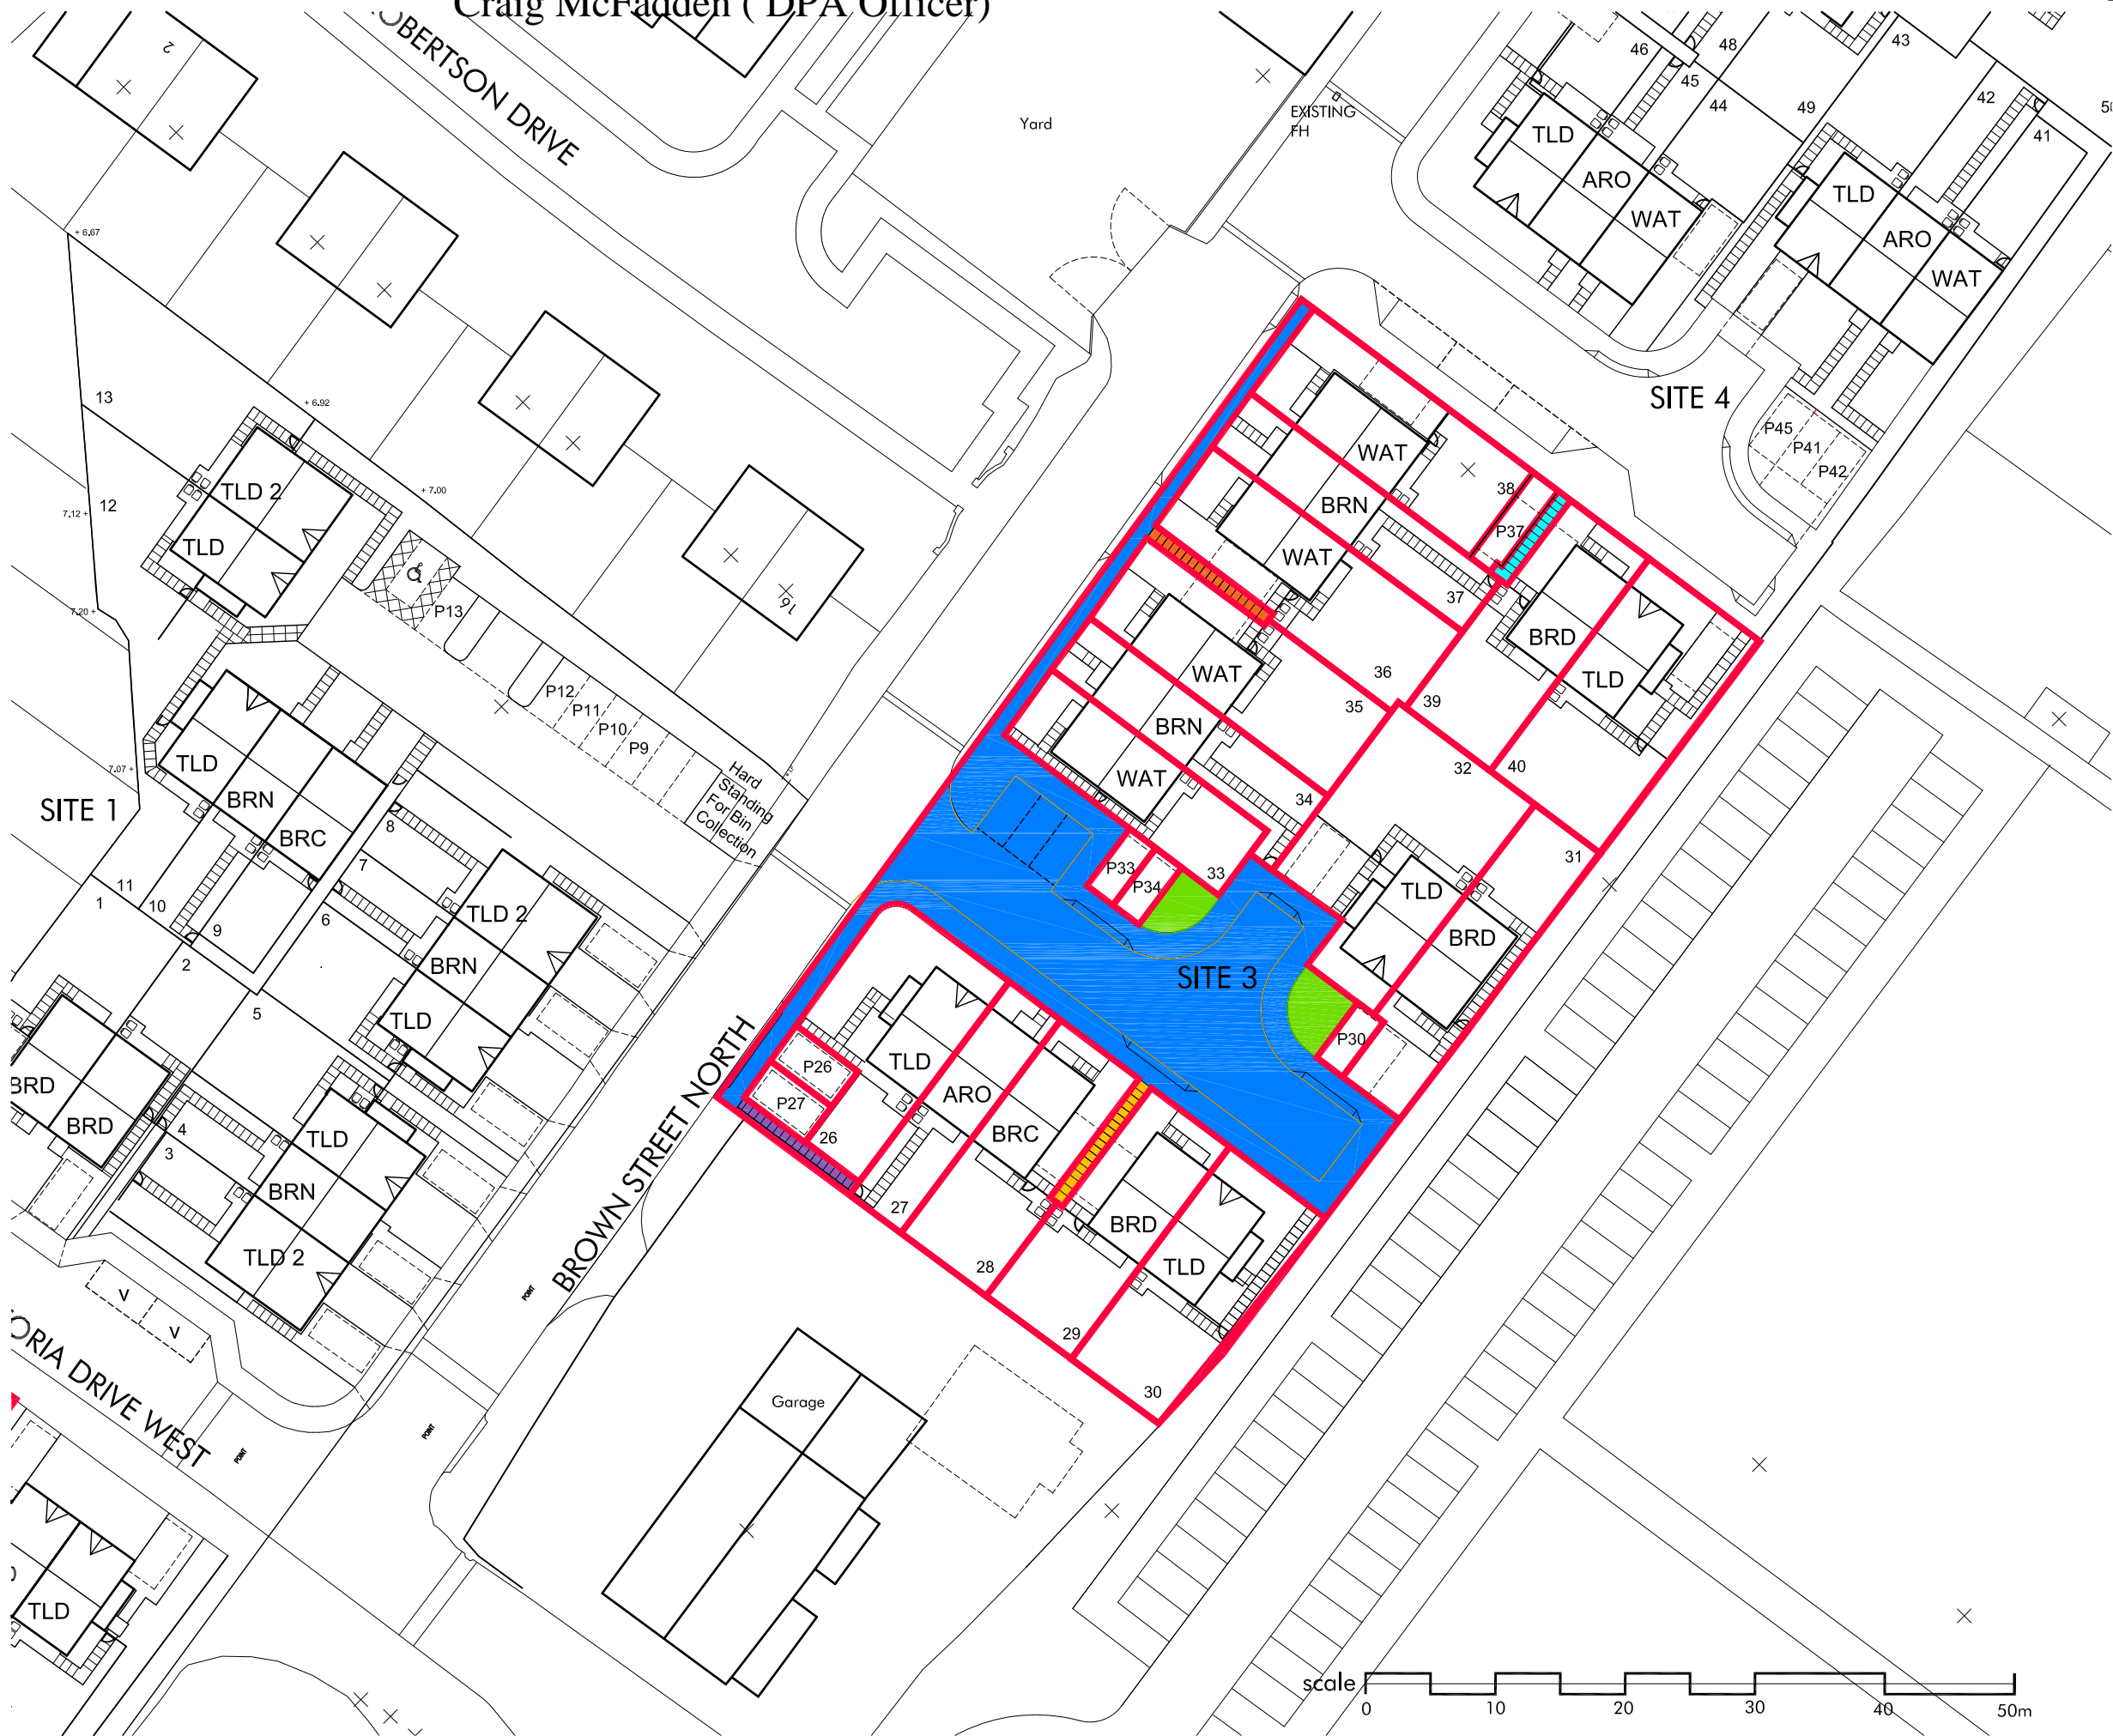 Craig McFadden ( DPA Officer)
OBERTSON DRIVE
2
Yard
EXISTING
FH
46
48
45
44
43
49
42
41
TLD
ARO
WAT
TLD
ARO
WAT
SITE 4
P45
P41
P42
+ 6.67
+ 6.92
+ 7.00
7.12 +
7.20 +
7.07 +
13
12
TLD 2
TLD
P13
P12
P11
P10
P9
Hard
Standing
For Bin
Collection
16
SITE 1
TLD
BRN
BRC
8
7
6
11
10
9
1
2
5
TLD 2
BRN
TLD
BRD
BRD
4
3
TLD
BRN
TLD 2
V
V
ORIA DRIVE WEST
POINT
POINT
POINT
TLD
BROWN STREET NORTH
WAT
BRN
WAT
38
P37
37
36
35
39
BRD
TLD
40
WAT
BRN
WAT
34
32
31
33
P33
P34
TLD
BRD
SITE 3
P30
P26
P27
26
TLD
ARO
BRC
27
28
BRD
TLD
29
30
Garage
scale
0 10 20 30 40 50m